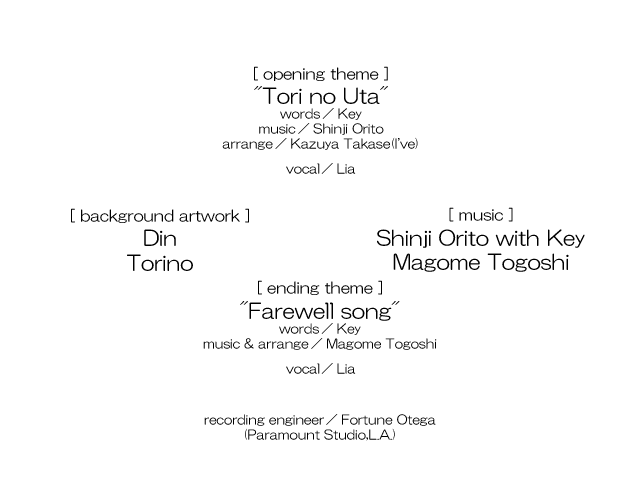 [ opening theme ]
"Tori no Uta"
words／Key
music／Shinji Orito
arrange／Kazuya Takase(I've)
vocal／Lia
[ background artwork ]
Din
Torino
[ music ]
Shinji Orito with Key
Magome Togoshi
[ ending theme ]
"Farewell song"
words／Key
music & arrange／Magome Togoshi
vocal／Lia
recording engineer／Fortune Otega
(Paramount Studio,L.A.)